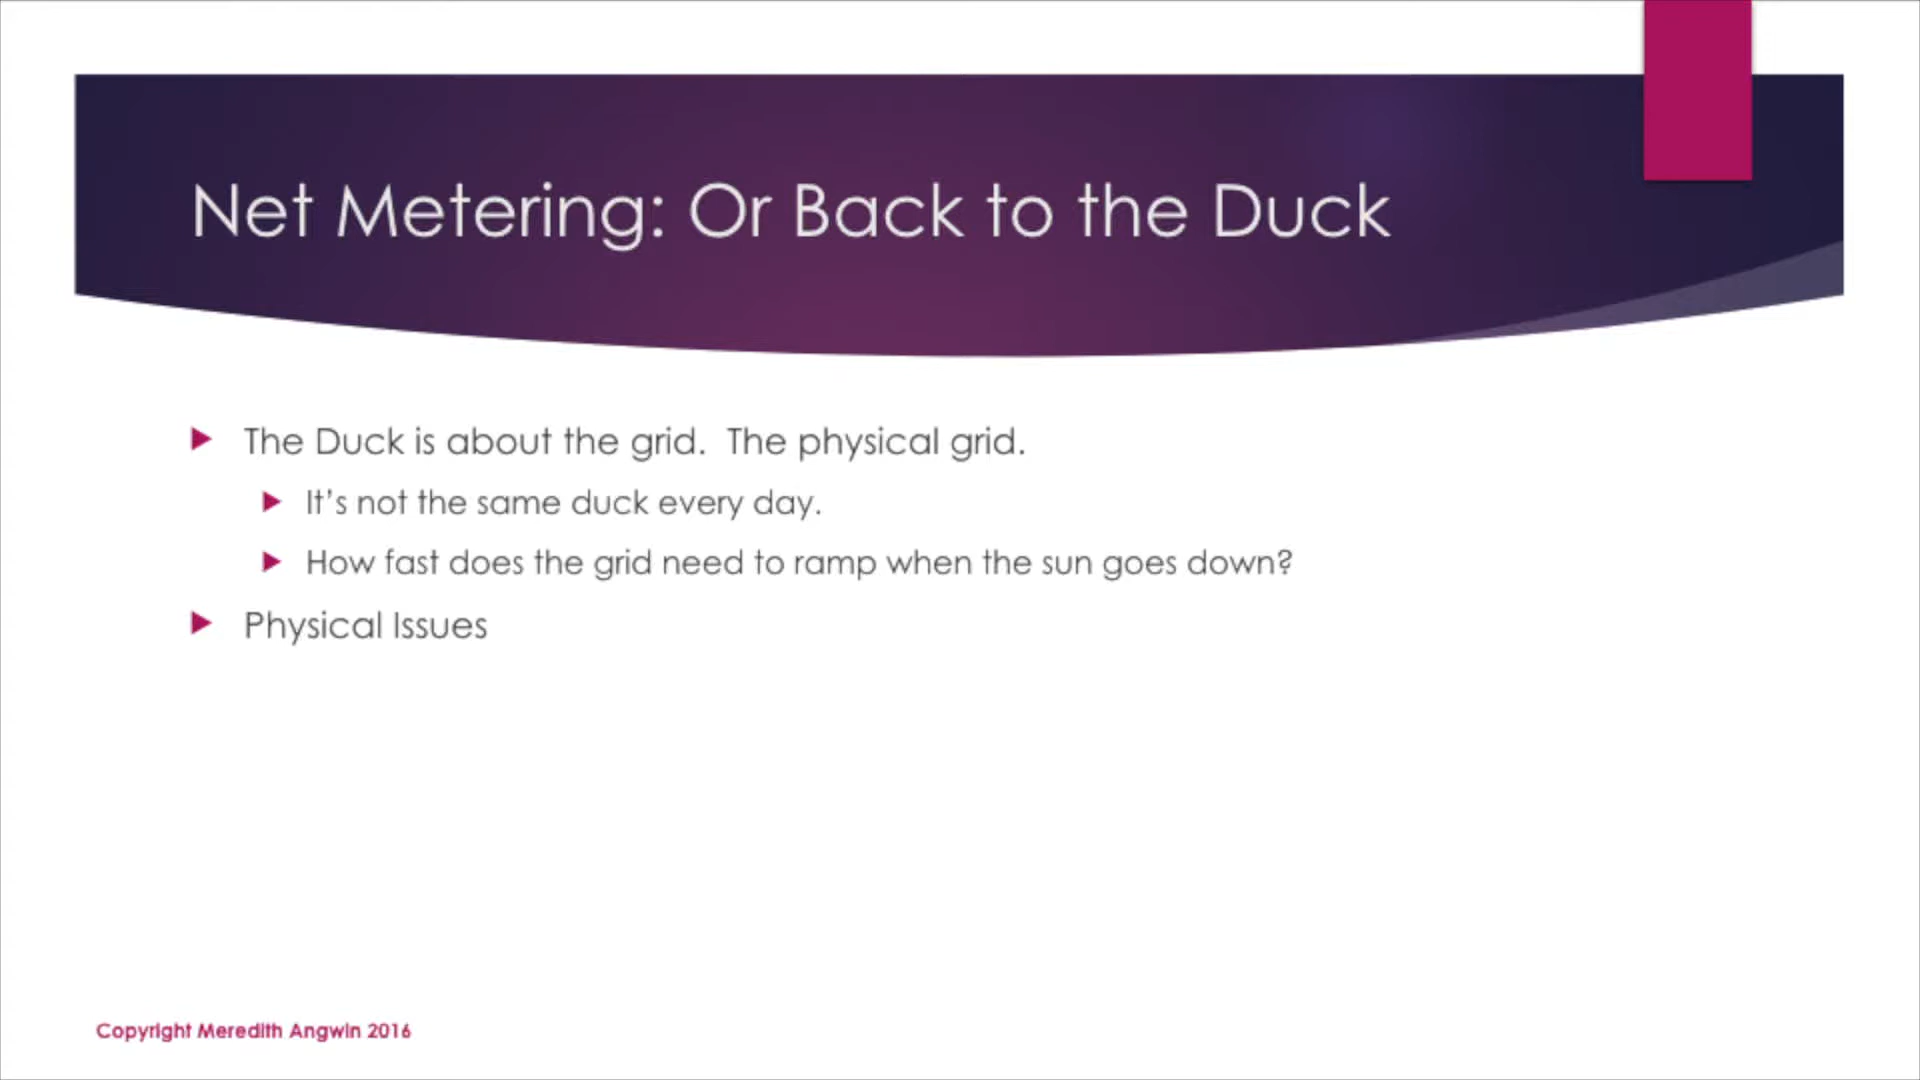 Net Metering: Or Back to the Duck
The Duck is about the grid.  The physical grid.
It’s not the same duck every day.
How fast does the grid need to ramp when the sun goes down?
Physical Issues
Copyright Meredith Angwin 2016